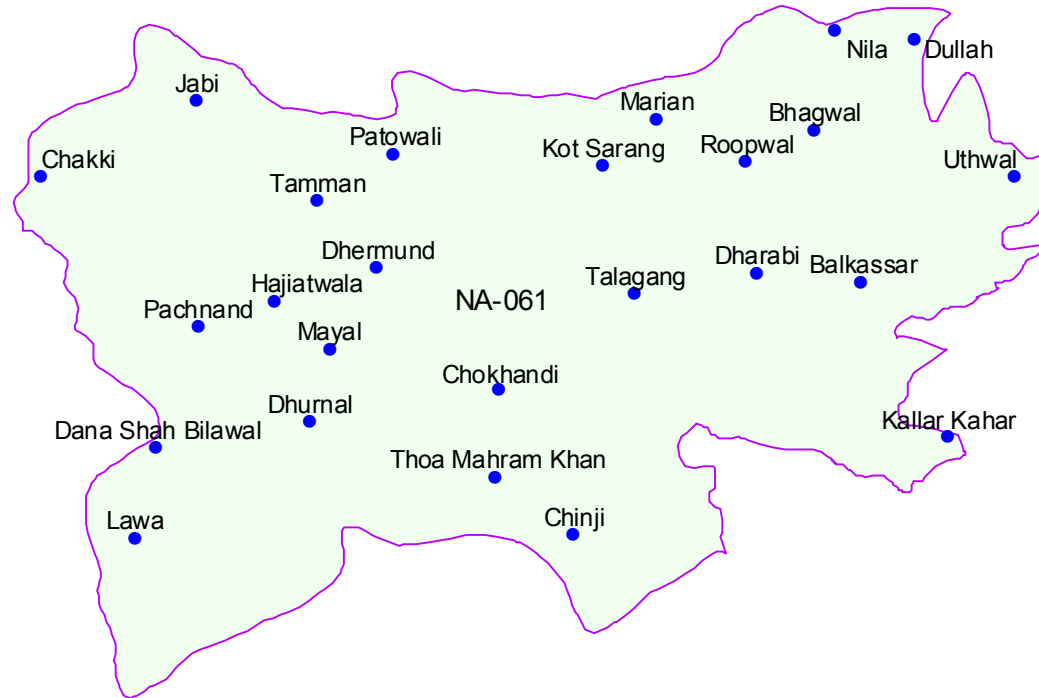 Nila
Dullah
Jabi
Marian
Bhagwal
Patowali
Kot Sarang
Roopwal
Chakki
Uthwal
Tamman
Dhermund
Dharabi
Balkassar
Hajiatwala
Talagang
NA-061
Pachnand
Mayal
Chokhandi
Dhurnal
Kallar Kahar
Dana Shah Bilawal
Thoa Mahram Khan
Lawa
Chinji